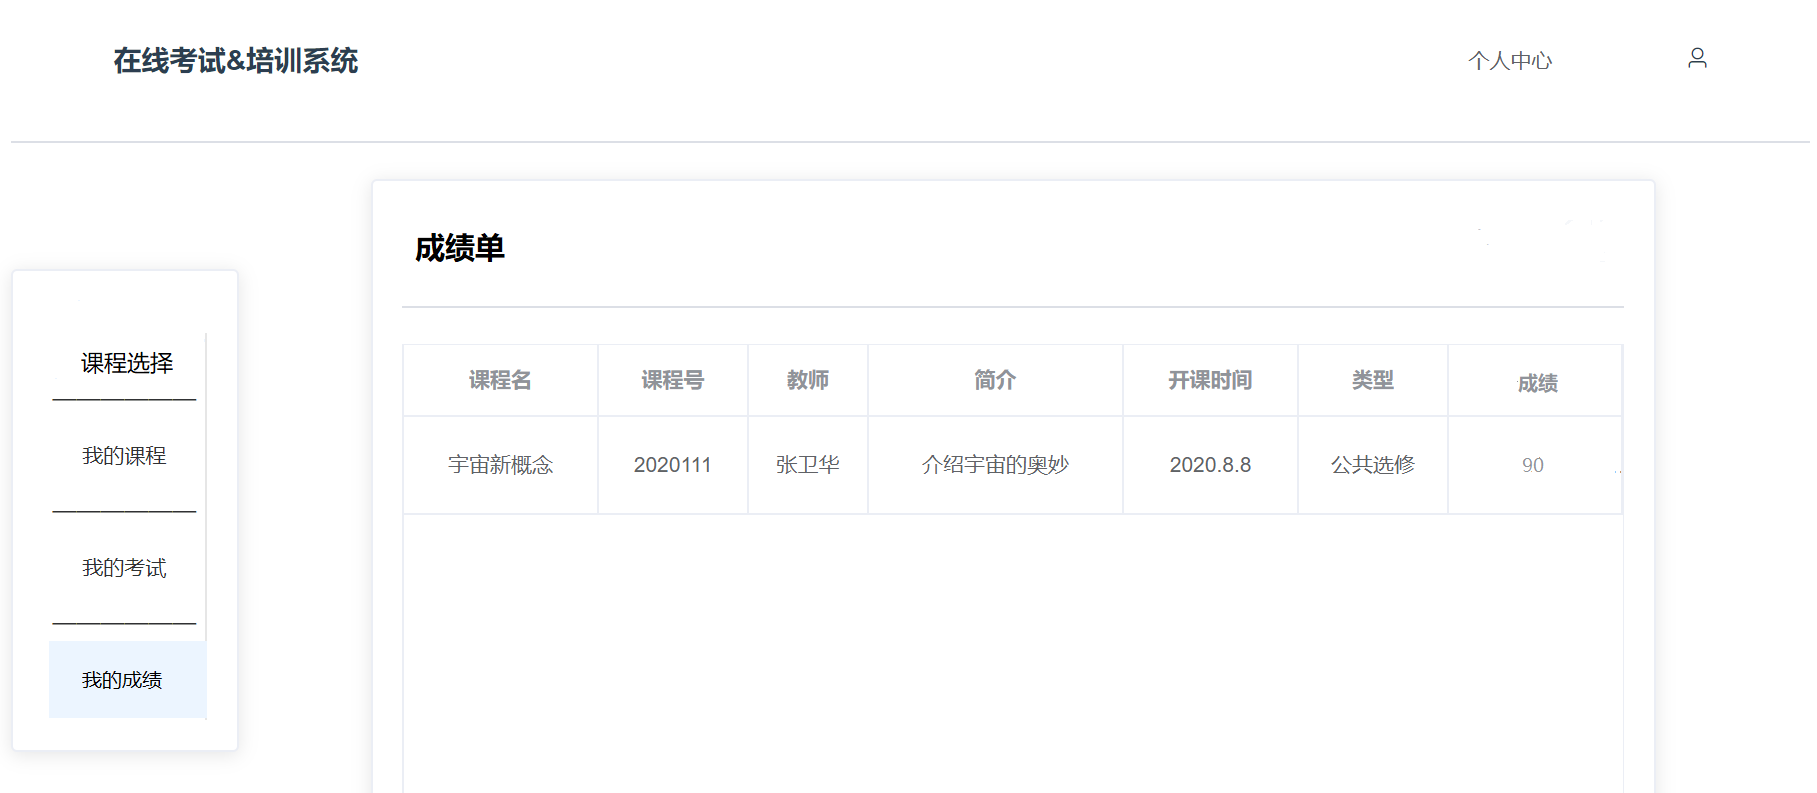 在线考试&培训系统
个人中心
成绩单
课程选择
我的课程
我的考试
我的成绩
课程名 课程号 教师 简介 开课时间 类型 成绩
宇宙新概念 2020111 张卫华 介绍宇宙的奥妙 2020.8.8 公共选修 90